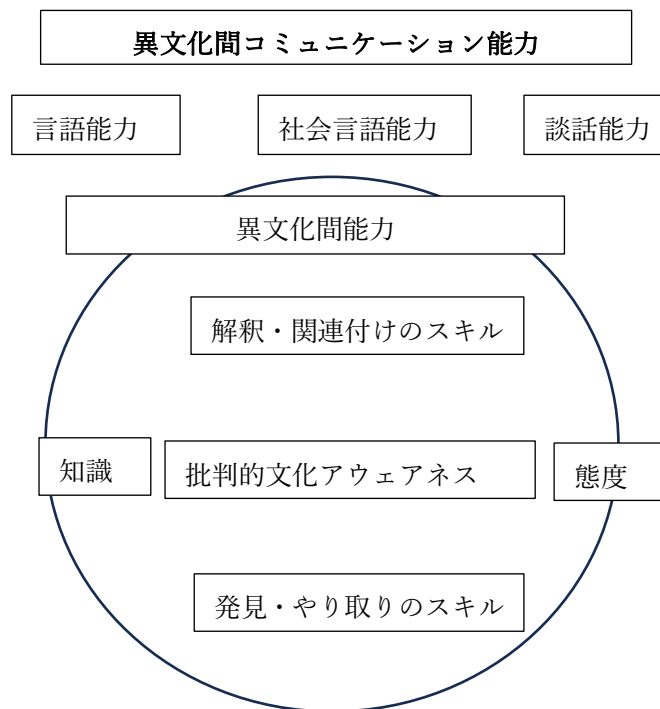 異文化間コミュニケーション能力
言語能力
社会言語能力
談話能力
異文化間能力
解釈・関連付けのスキル
知識
批判的文化アウェアネス
態度
発見・やり取りのスキル